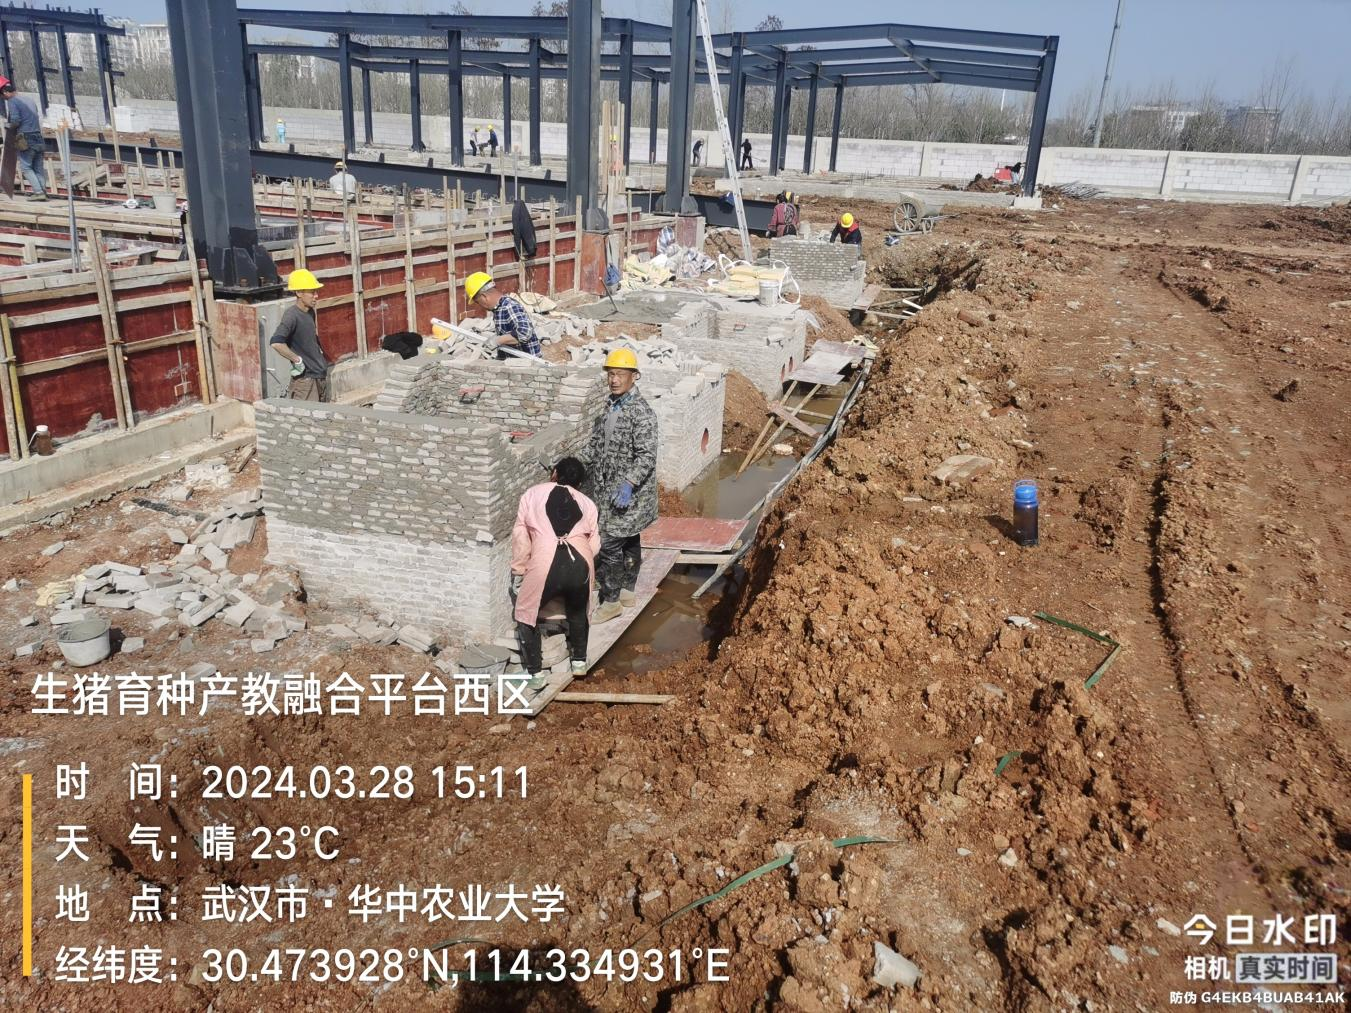 生猪育种产教融合平台西区
时 间：2024.03.28 15:11
天 气：晴 23°C
地 点：武汉市·华中农业大学
经纬度：30.473928°N,114.334931°E
今日水印
相机 真实时间
防伪 G4EKB4BUAB41AK